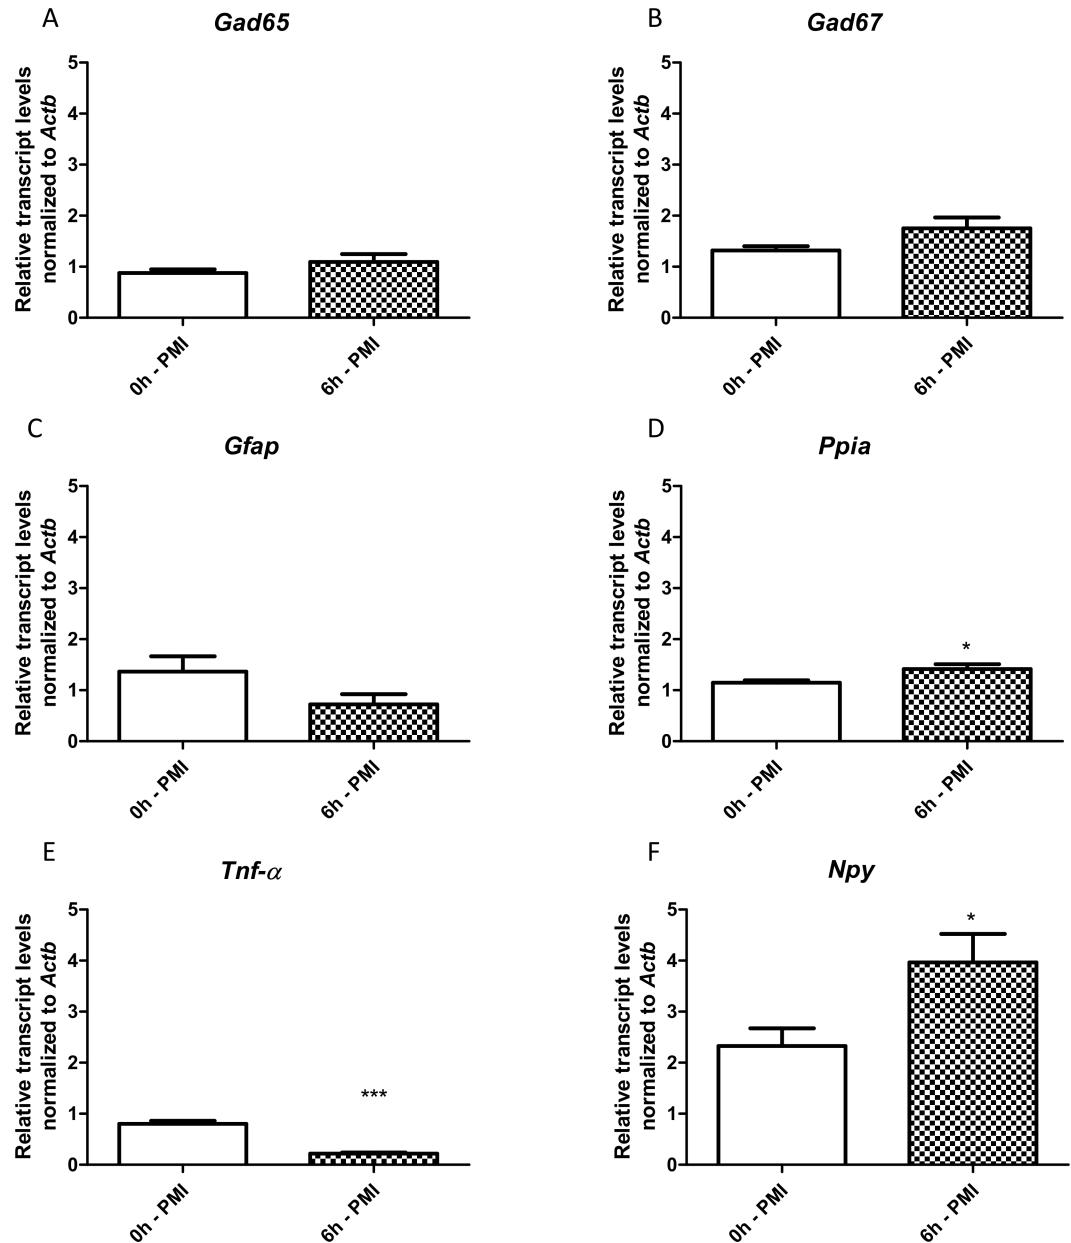 A
Gad65
Relative transcript levels
normalized to Actb
5
4
3
2
1
0
0h - PMI
6h - PMI
B
Gad67
Relative transcript levels
normalized to Actb
5
4
3
2
1
0
0h - PMI
6h - PMI
C
Gfap
Relative transcript levels
normalized to Actb
5
4
3
2
1
0
0h - PMI
6h - PMI
D
Ppia
Relative transcript levels
normalized to Actb
5
4
3
2
1
0
*
0h - PMI
6h - PMI
E
Tnf-α
Relative transcript levels
normalized to Actb
5
4
3
2
1
0
***
0h - PMI
6h - PMI
F
Npy
Relative transcript levels
normalized to Actb
5
4
3
2
1
0
*
0h - PMI
6h - PMI